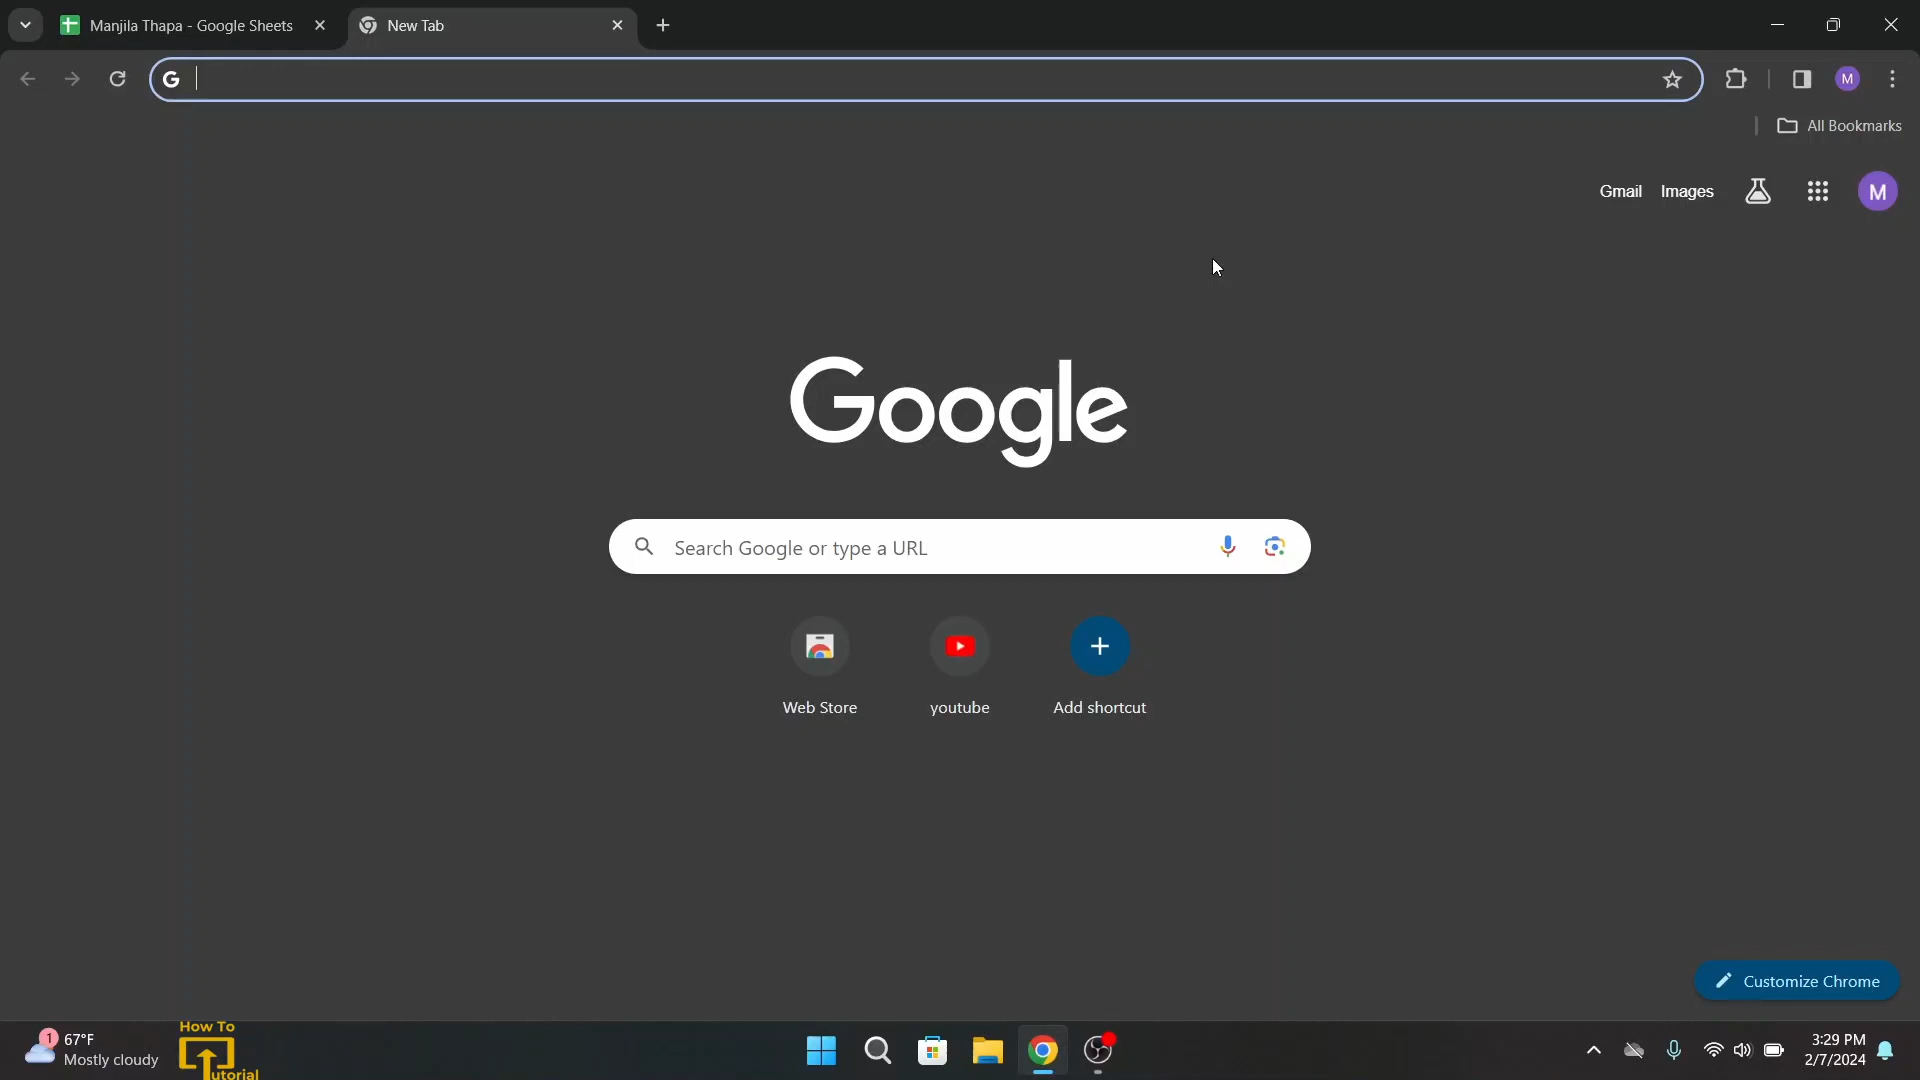 Manjila Thapa - Google Sheets
New Tab
M
All Bookmarks
Gmail Images
M
Google
Search Google or type a URL
Web Store youtube Add shortcut
Customize Chrome
1
67°F
Mostly cloudy
How To
utorial
3:29 PM
2/7/2024